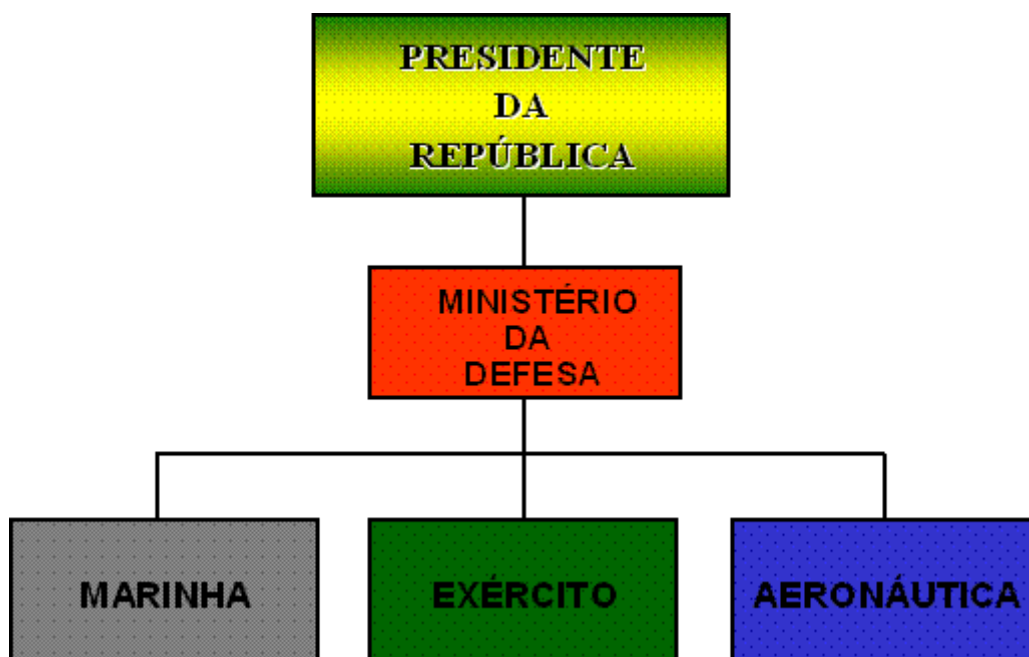 PRESIDENTE
DA
REPÚBLICA
MINISTÉRIO
DA
DEFESA
MARINHA
EXÉRCITO
AERONÁUTICA